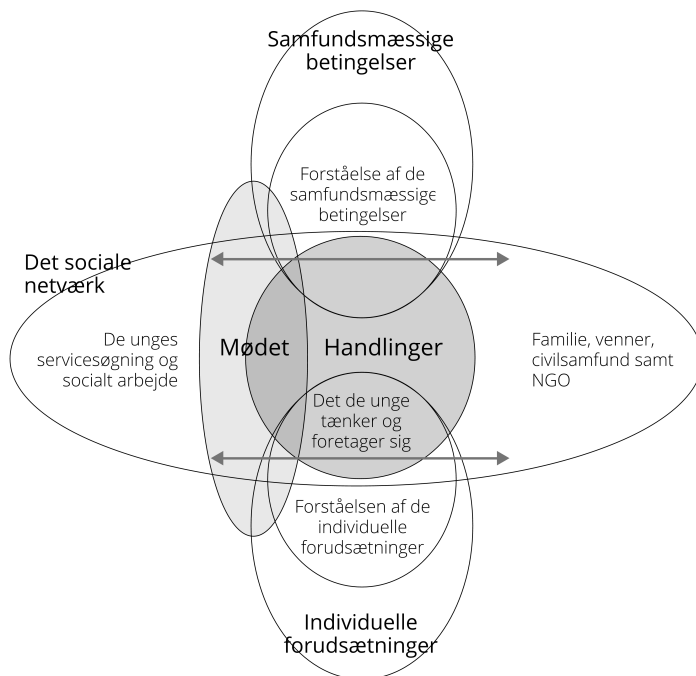 Samfundsmæssige
betingelser
Forståelse af de
samfundsmæssige
betingelser
Det sociale
netværk
De unges
servicesøgning og
socialt arbejde
Mødet
Handlinger
Familie, venner,
civilsamfund samt
NGO
Det de unge
tænker og
foretager sig
Forståelsen af de
individuelle
forudsætninger
Individuelle
forudsætninger